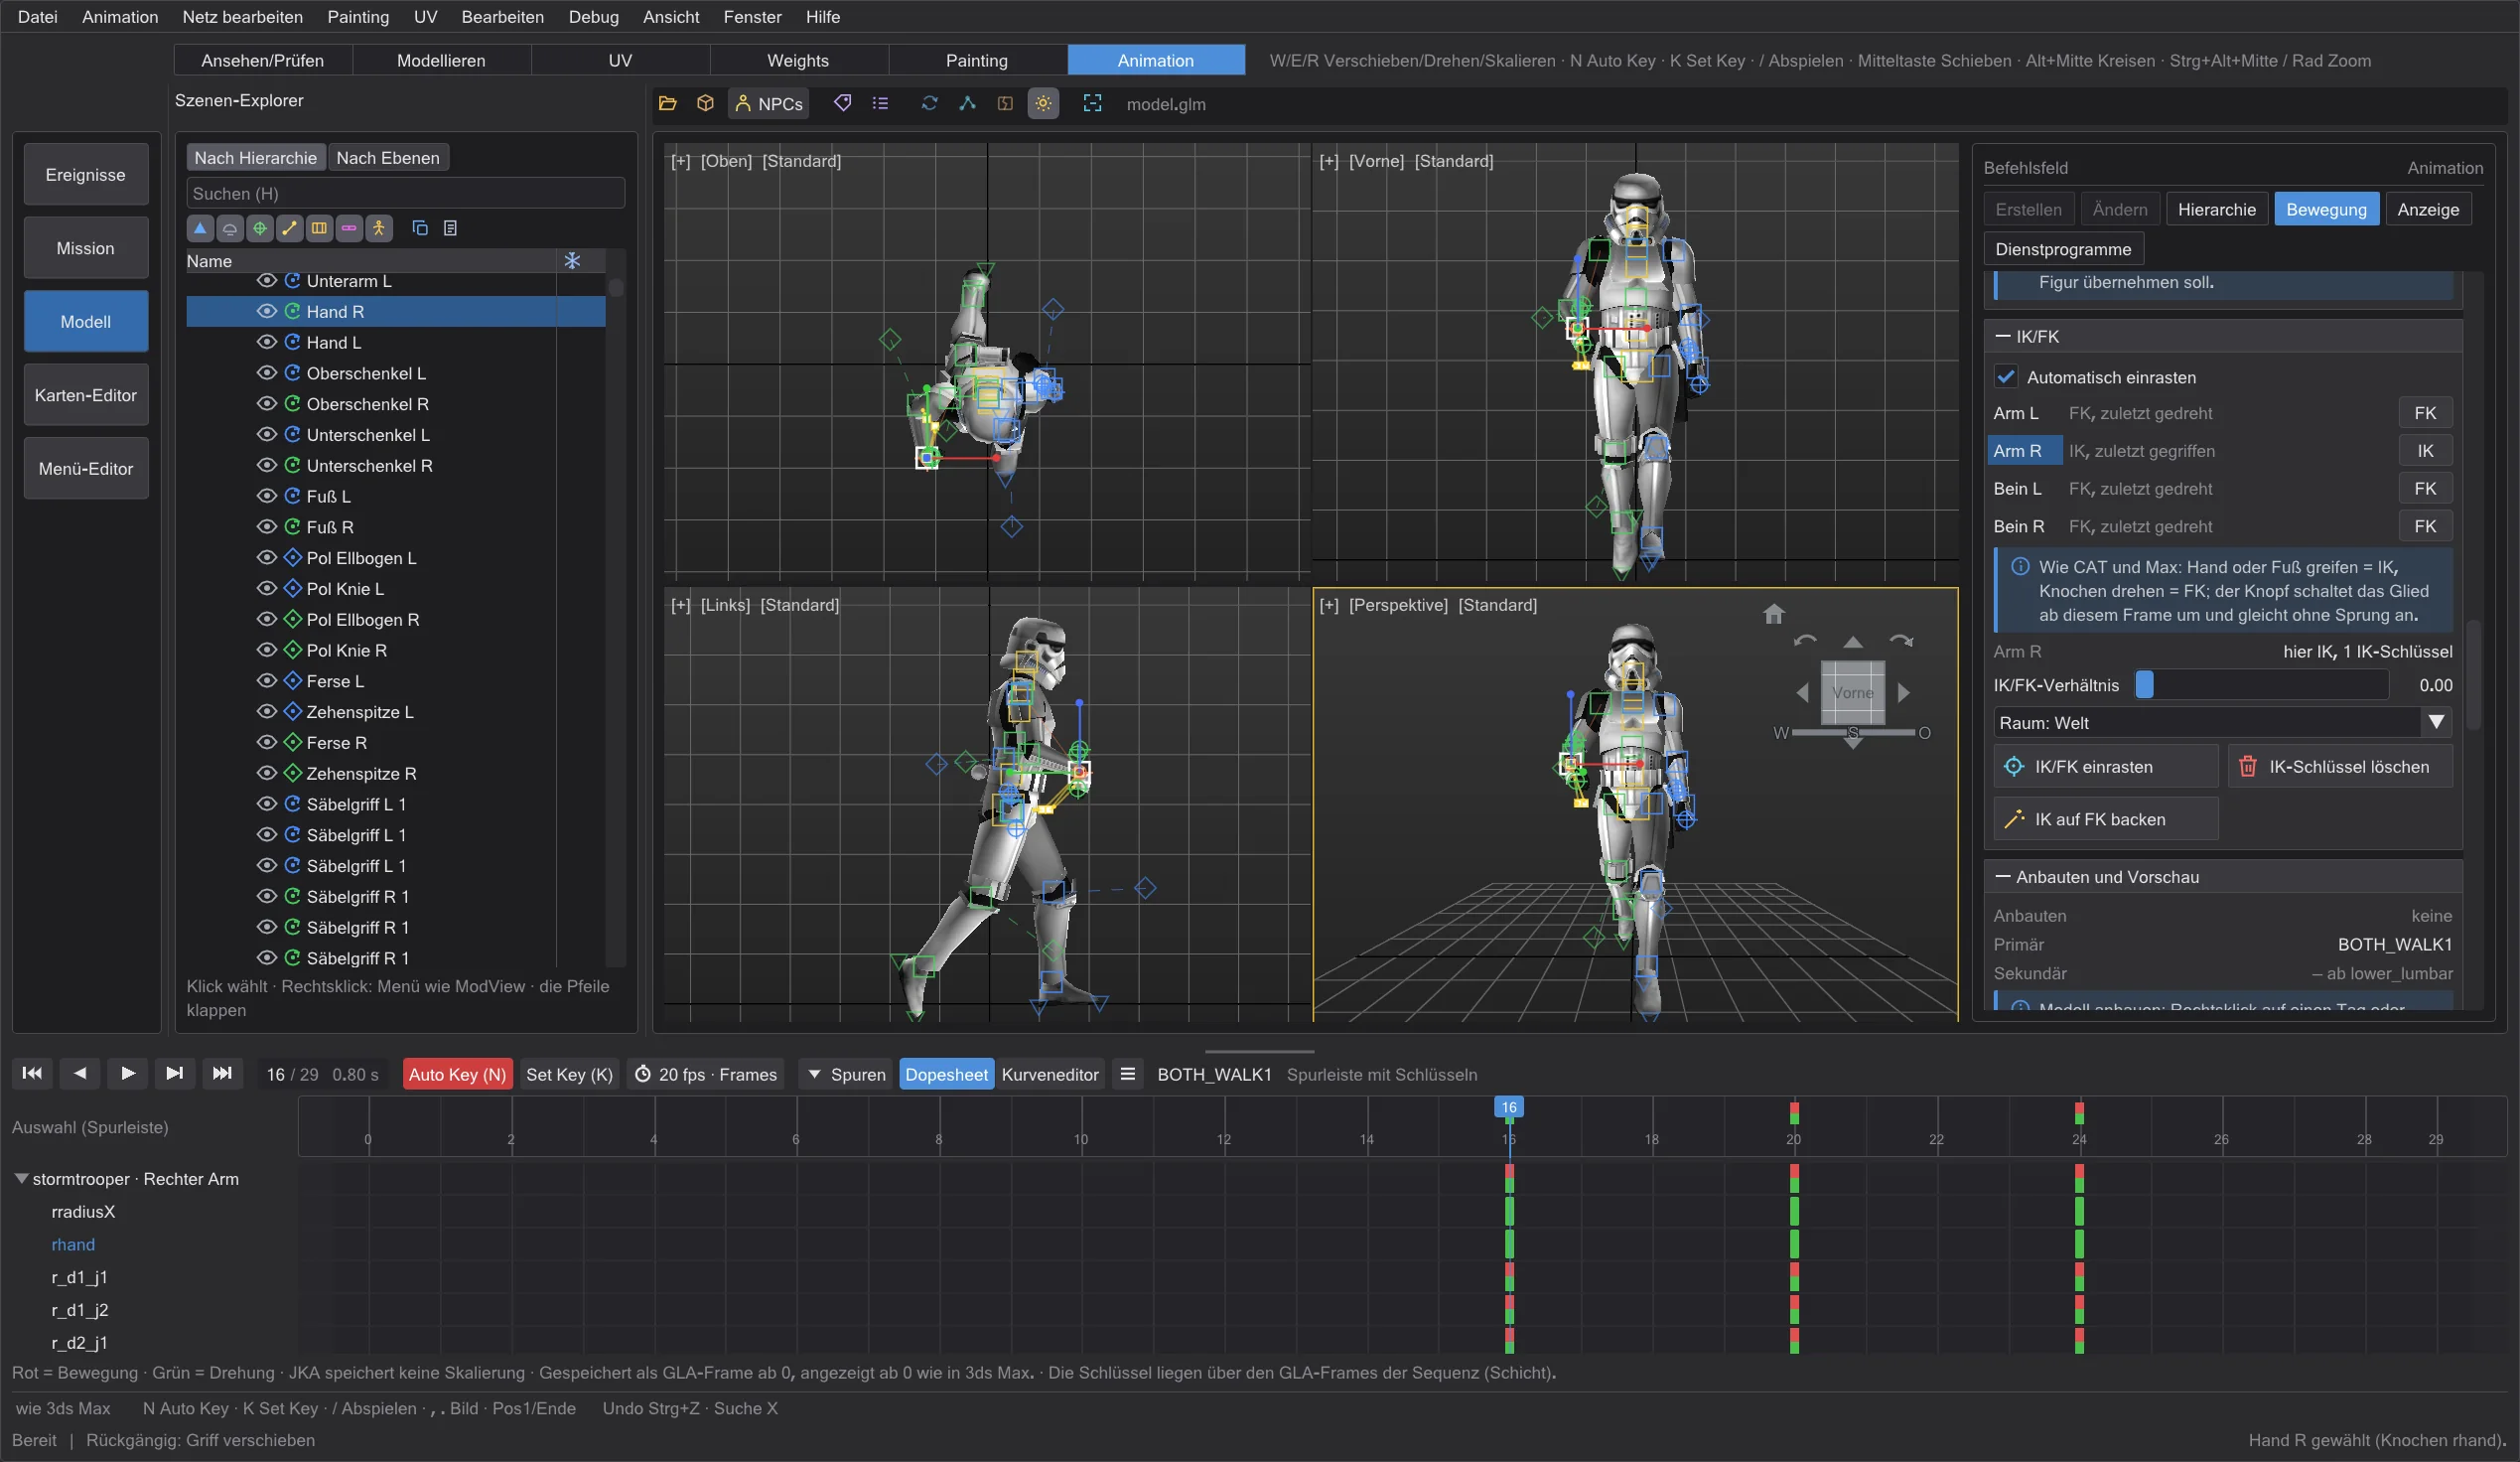 Datei Animation Netz bearbeiten Painting UV Bearbeiten Debug Ansicht Fenster Hilfe
Ansehen/Prüfen Modellieren UV Weights Painting Animation W/E/R Verschieben/Drehen/Skalieren · N Auto Key · K Set Key · / Abspielen · Mitteltaste Schieben · Alt+Mitte Kreisen · Strg+Alt+Mitte / Rad Zoom
Szenen-Explorer
NPCs model.glm
Ereignisse
Mission
Modell
Karten-Editor
Menü-Editor
Nach Hierarchie Nach Ebenen
Suchen (H)
Name
Unterarm L
Hand R
Hand L
Oberschenkel L
Oberschenkel R
Unterschenkel L
Unterschenkel R
Fuß L
Fuß R
Pol Ellbogen L
Pol Knie L
Pol Ellbogen R
Pol Knie R
Ferse L
Zehenspitze L
Ferse R
Zehenspitze R
Säbelgriff L 1
Säbelgriff L 1
Säbelgriff L 1
Säbelgriff R 1
Säbelgriff R 1
Säbelgriff R 1
Klick wählt · Rechtsklick: Menü wie ModView · die Pfeile
klappen
[+] [Oben] [Standard]
[+] [Vorne] [Standard]
[+] [Links] [Standard]
[+] [Perspektive] [Standard]
Vorne
W S O
Befehlsfeld Animation
Erstellen Ändern Hierarchie Bewegung Anzeige
Dienstprogramme
Figur übernehmen soll.
IK/FK
Automatisch einrasten
Arm L FK, zuletzt gedreht FK
Arm R IK, zuletzt gegriffen IK
Bein L FK, zuletzt gedreht FK
Bein R FK, zuletzt gedreht FK
Wie CAT und Max: Hand oder Fuß greifen = IK,
Knochen drehen = FK; der Knopf schaltet das Glied
ab diesem Frame um und gleicht ohne Sprung an.
Arm R hier IK, 1 IK-Schlüssel
IK/FK-Verhältnis 0.00
Raum: Welt
IK/FK einrasten IK-Schlüssel löschen
IK auf FK backen
Anbauten und Vorschau
Anbauten keine
Primär BOTH_WALK1
Sekundär – ab lower_lumbar
Modell anbauen: Rechtsklick auf einen Tag oder
16 / 29 0.80 s Auto Key (N) Set Key (K) 20 fps · Frames Spuren Dopesheet Kurveneditor BOTH_WALK1 Spurleiste mit Schlüsseln
16
Auswahl (Spurleiste)
0 2 4 6 8 10 12 14 16 18 20 22 24 26 28 29
stormtrooper · Rechter Arm
rradiusX
rhand
r_d1_j1
r_d1_j2
r_d2_j1
Rot = Bewegung · Grün = Drehung · JKA speichert keine Skalierung · Gespeichert als GLA-Frame ab 0, angezeigt ab 0 wie in 3ds Max. · Die Schlüssel liegen über den GLA-Frames der Sequenz (Schicht).
wie 3ds Max N Auto Key · K Set Key · / Abspielen · , . Bild · Pos1/Ende Undo Strg+Z · Suche X
Bereit | Rückgängig: Griff verschieben Hand R gewählt (Knochen rhand).